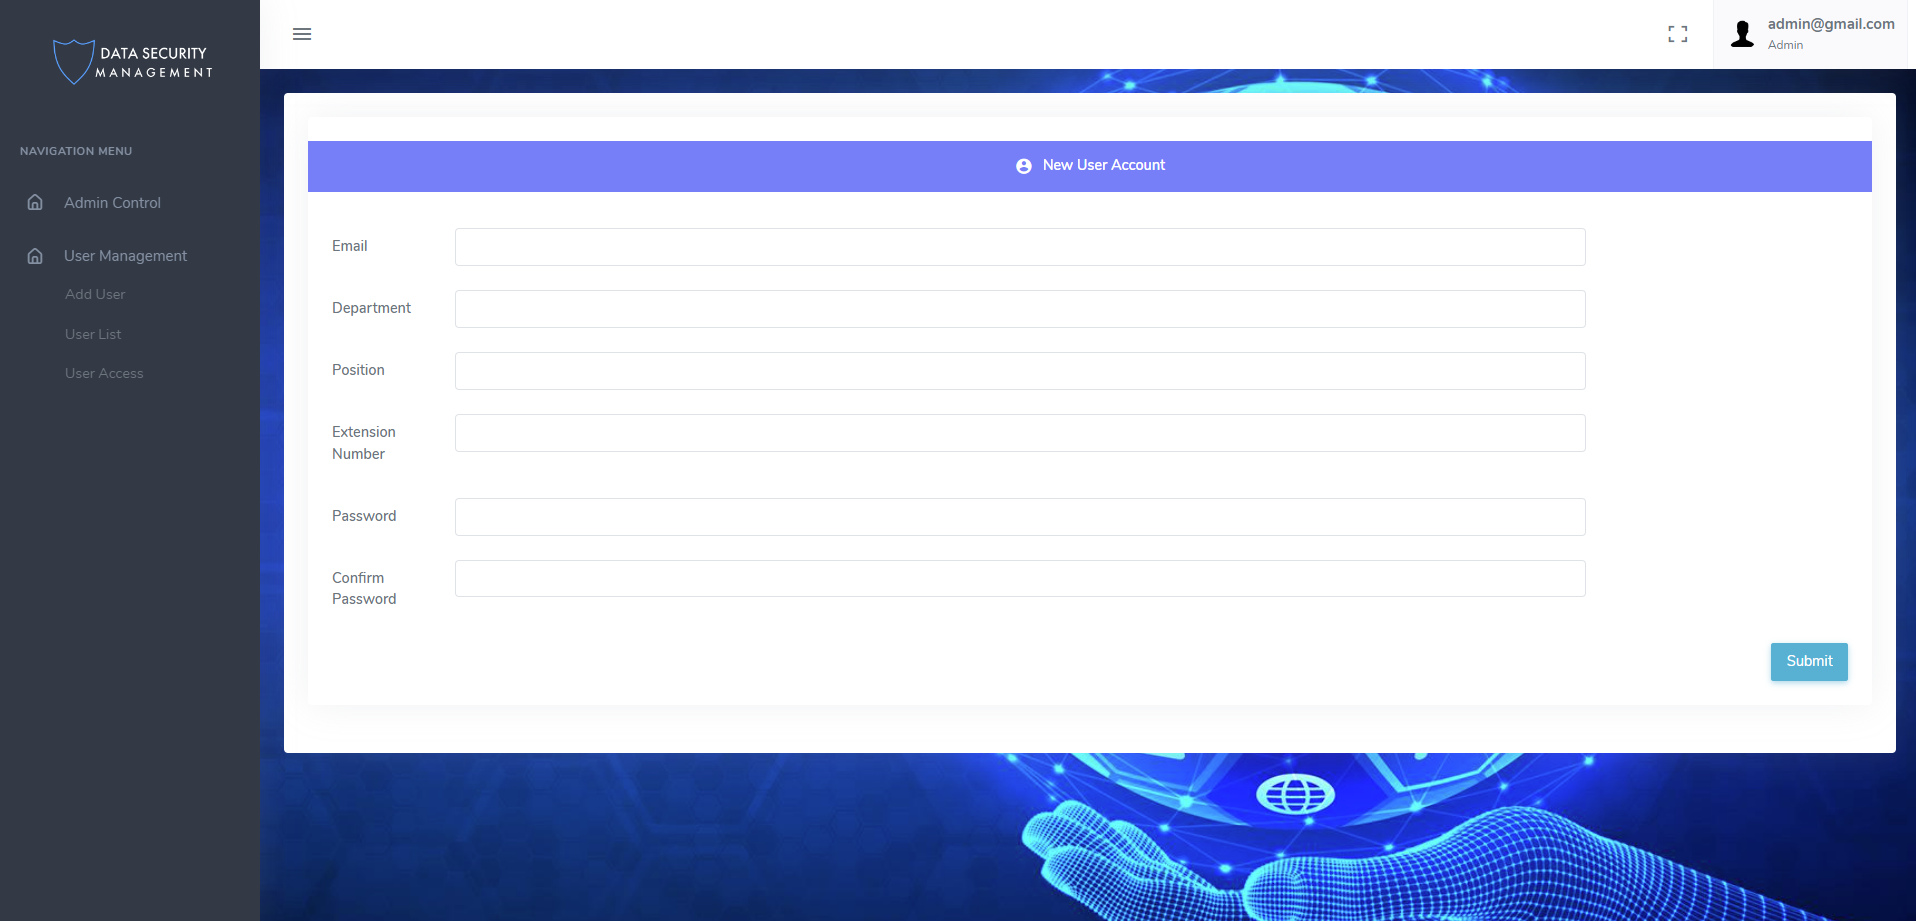 DATA SECURITY
MANAGEMENT
NAVIGATION MENU
Admin Control
User Management
Add User
User List
User Access
admin@gmail.com
Admin
New User Account
Email
Department
Position
Extension
Number
Password
Confirm
Password
Submit